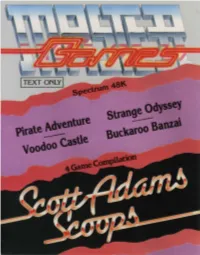 Games
TEXT ONLY
Spectrum 48K
Pirate Adventure
Strange Odyssey
Voodoo Castle
Buckaroo Banzai
4 Game Compilation
Scott Adams
Scoops